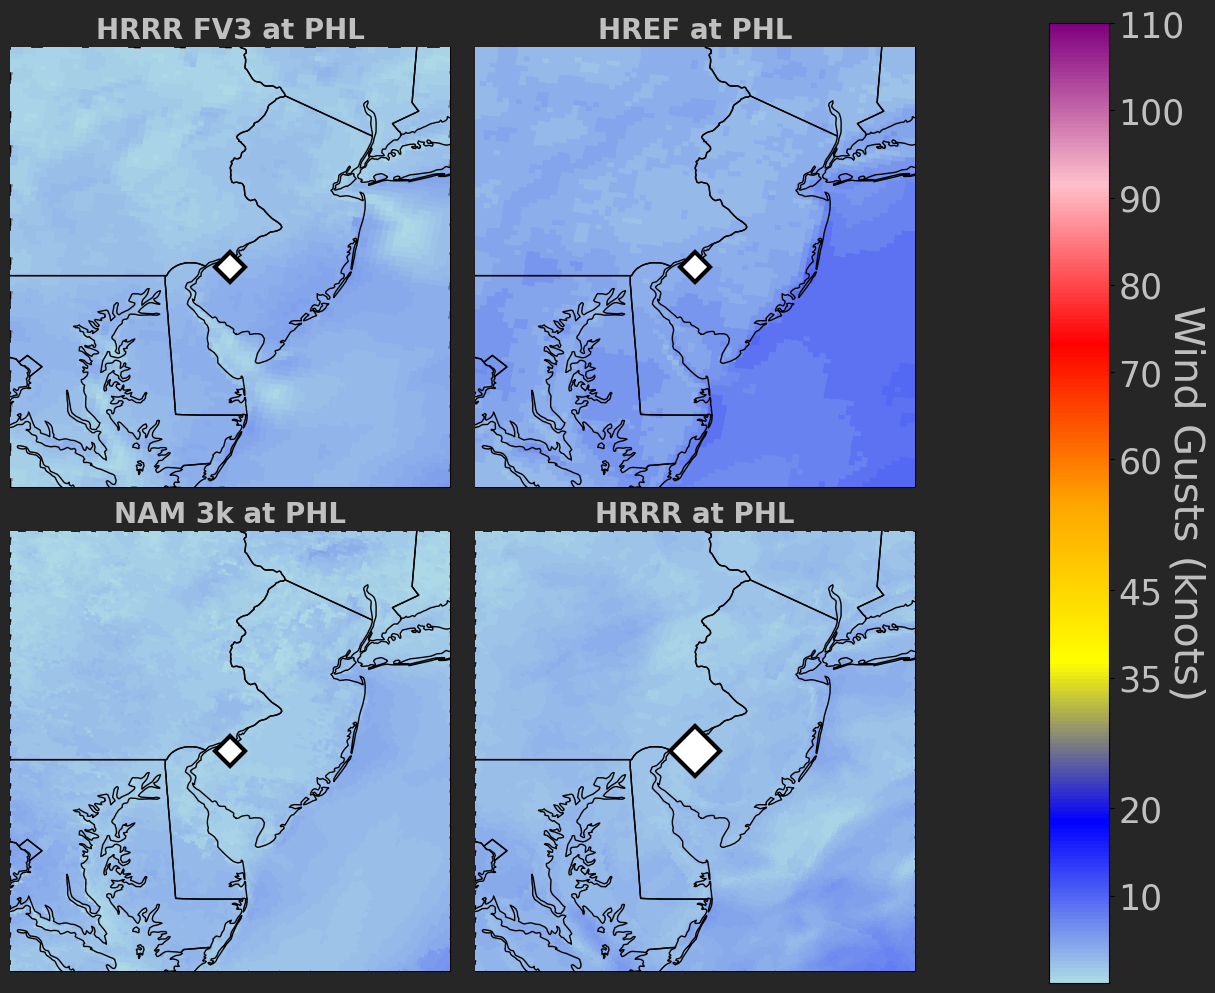 HRRR FV3 at PHL
HREF at PHL
NAM 3k at PHL
HRRR at PHL
110
100
90
80
70
60
45
35
20
10
Wind Gusts (knots)